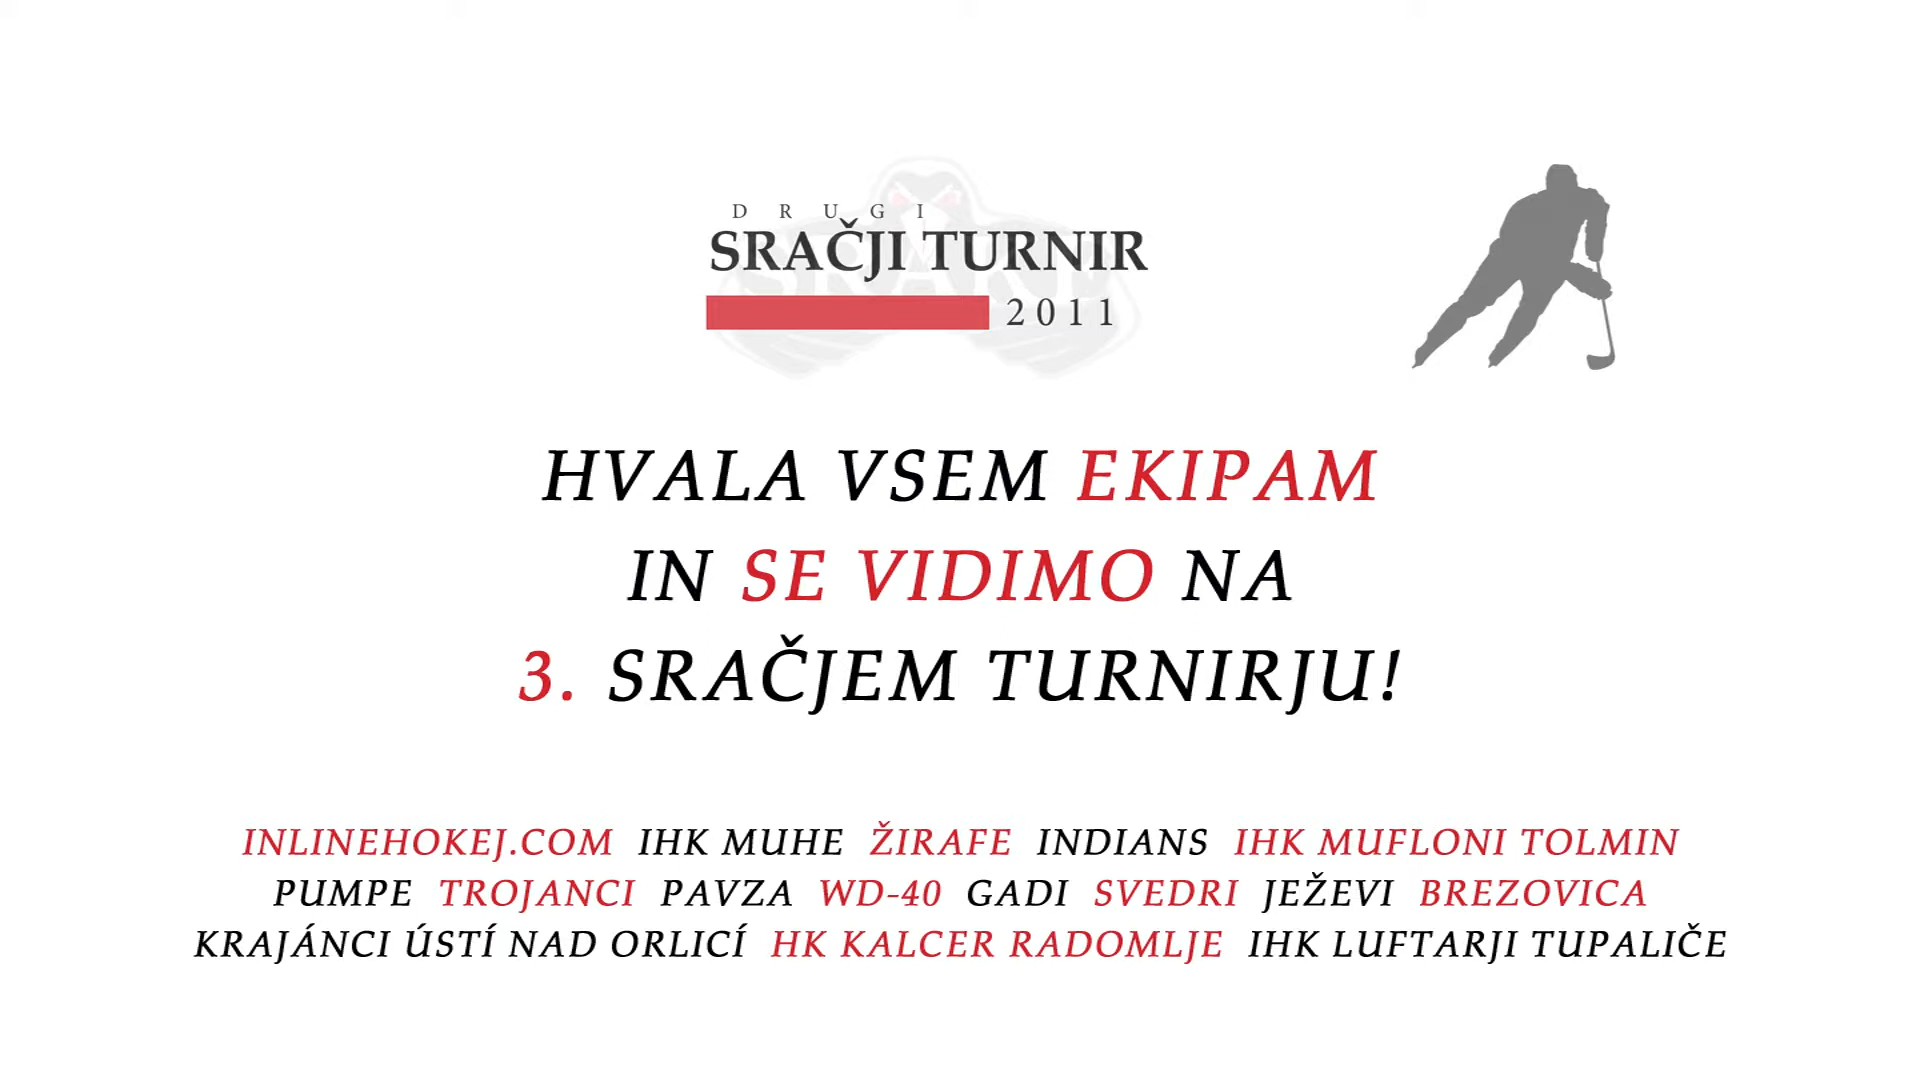 DRUGI
SRAČJI TURNIR
2011
HVALA VSEM EKIPAM
IN SE VIDIMO NA
3. SRAČJEM TURNIRJU!
INLINEHOKEJ.COM IHK MUHE ŽIRAFE INDIANS IHK MUFLONI TOLMIN
PUMPE TROJANCI PAVZA WD-40 GADI SVEDRI JEŽEVI BREZOVICA
KRAJÁNCI ÚSTÍ NAD ORLICÍ HK KALCER RADOMLJE IHK LUFTARJI TUPALIČE